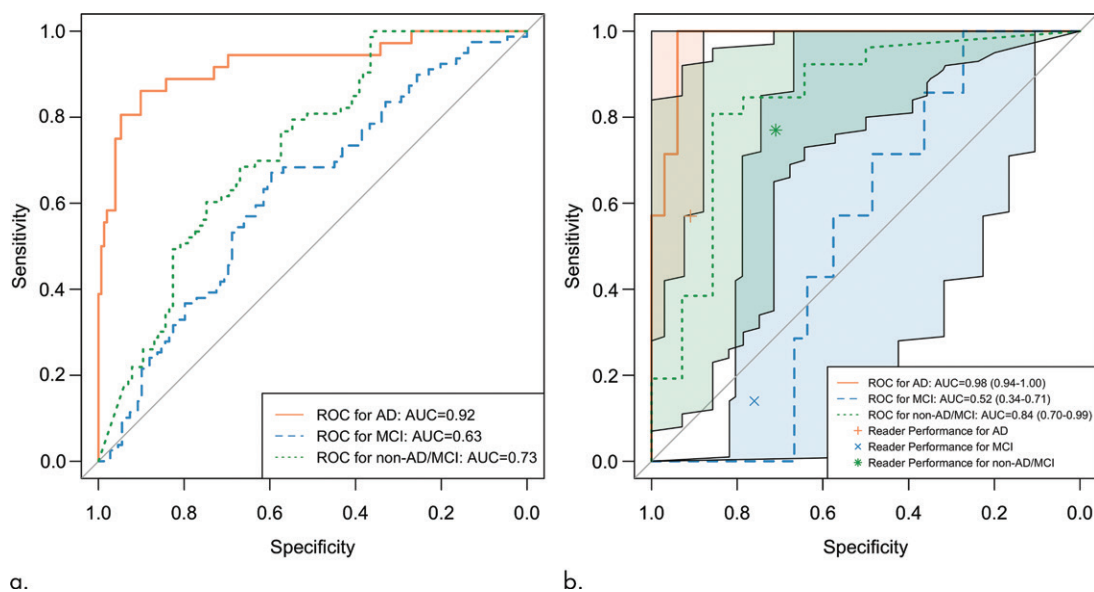 1.0
0.8
0.6
0.4
0.2
0.0
Sensitivity
ROC for AD: AUC=0.92
ROC for MCI: AUC=0.63
ROC for non-AD/MCI: AUC=0.73
1.0 0.8 0.6 0.4 0.2 0.0
Specificity
a.
1.0
0.8
0.6
0.4
0.2
0.0
Sensitivity
ROC for AD: AUC=0.98 (0.94-1.00)
ROC for MCI: AUC=0.52 (0.34-0.71)
ROC for non-AD/MCI: AUC=0.84 (0.70-0.99)
Reader Performance for AD
Reader Performance for MCI
Reader Performance for non-AD/MCI
1.0 0.8 0.6 0.4 0.2 0.0
Specificity
b.